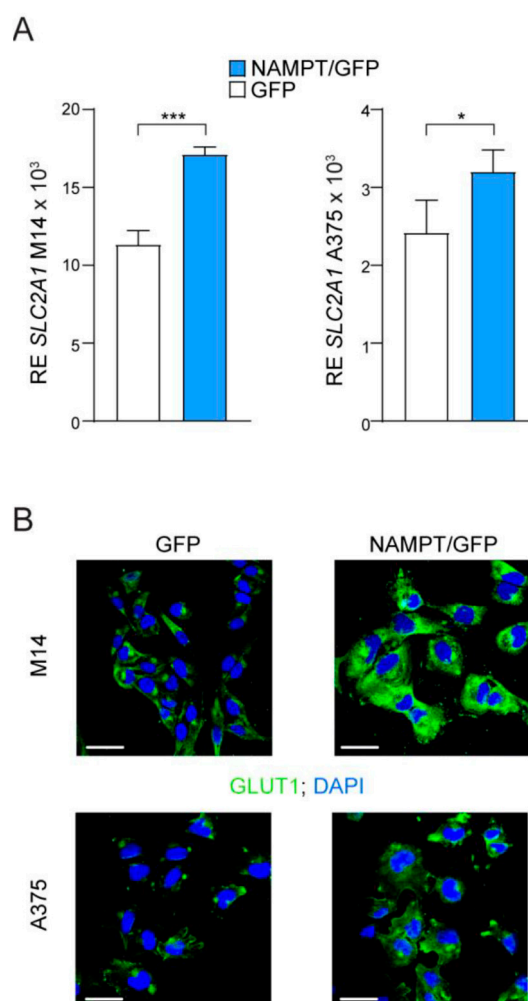 A
NAMPT/GFP
GFP
RE SLC2A1 M14 x 10³
20
15
10
5
0
***
RE SLC2A1 A375 x 10³
4
3
2
1
0
*
B
GFP
NAMPT/GFP
M14
GLUT1; DAPI
A375